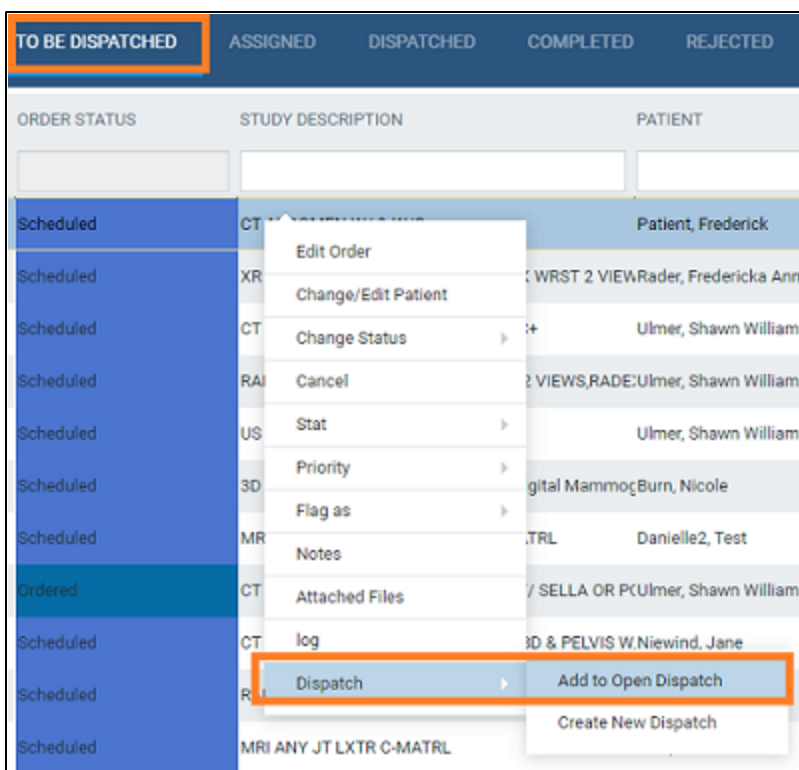 TO BE DISPATCHED ASSIGNED DISPATCHED COMPLETED REJECTED
ORDER STATUS STUDY DESCRIPTION PATIENT
Scheduled CT Patient, Frederick
Edit Order
Scheduled XR WRST 2 VIEW Rader, Fredericka Ann
Change/Edit Patient
Scheduled CT Ulmer, Shawn William
Change Status
Scheduled RAD 2 VIEWS,RADEX Ulmer, Shawn William
Cancel
Scheduled US Ulmer, Shawn William
Stat
Priority
Scheduled 3D gital Mammog Burn, Nicole
Flag as
Scheduled MR TRL Danielle2, Test
Notes
Ordered CT / SELLA OR Ulmer, Shawn William
Attached Files
Scheduled CT & PELVIS W, Niewind, Jane
log
Dispatch Add to Open Dispatch
Scheduled R
Create New Dispatch
Scheduled MRI ANY JT LXTR C-MATRL